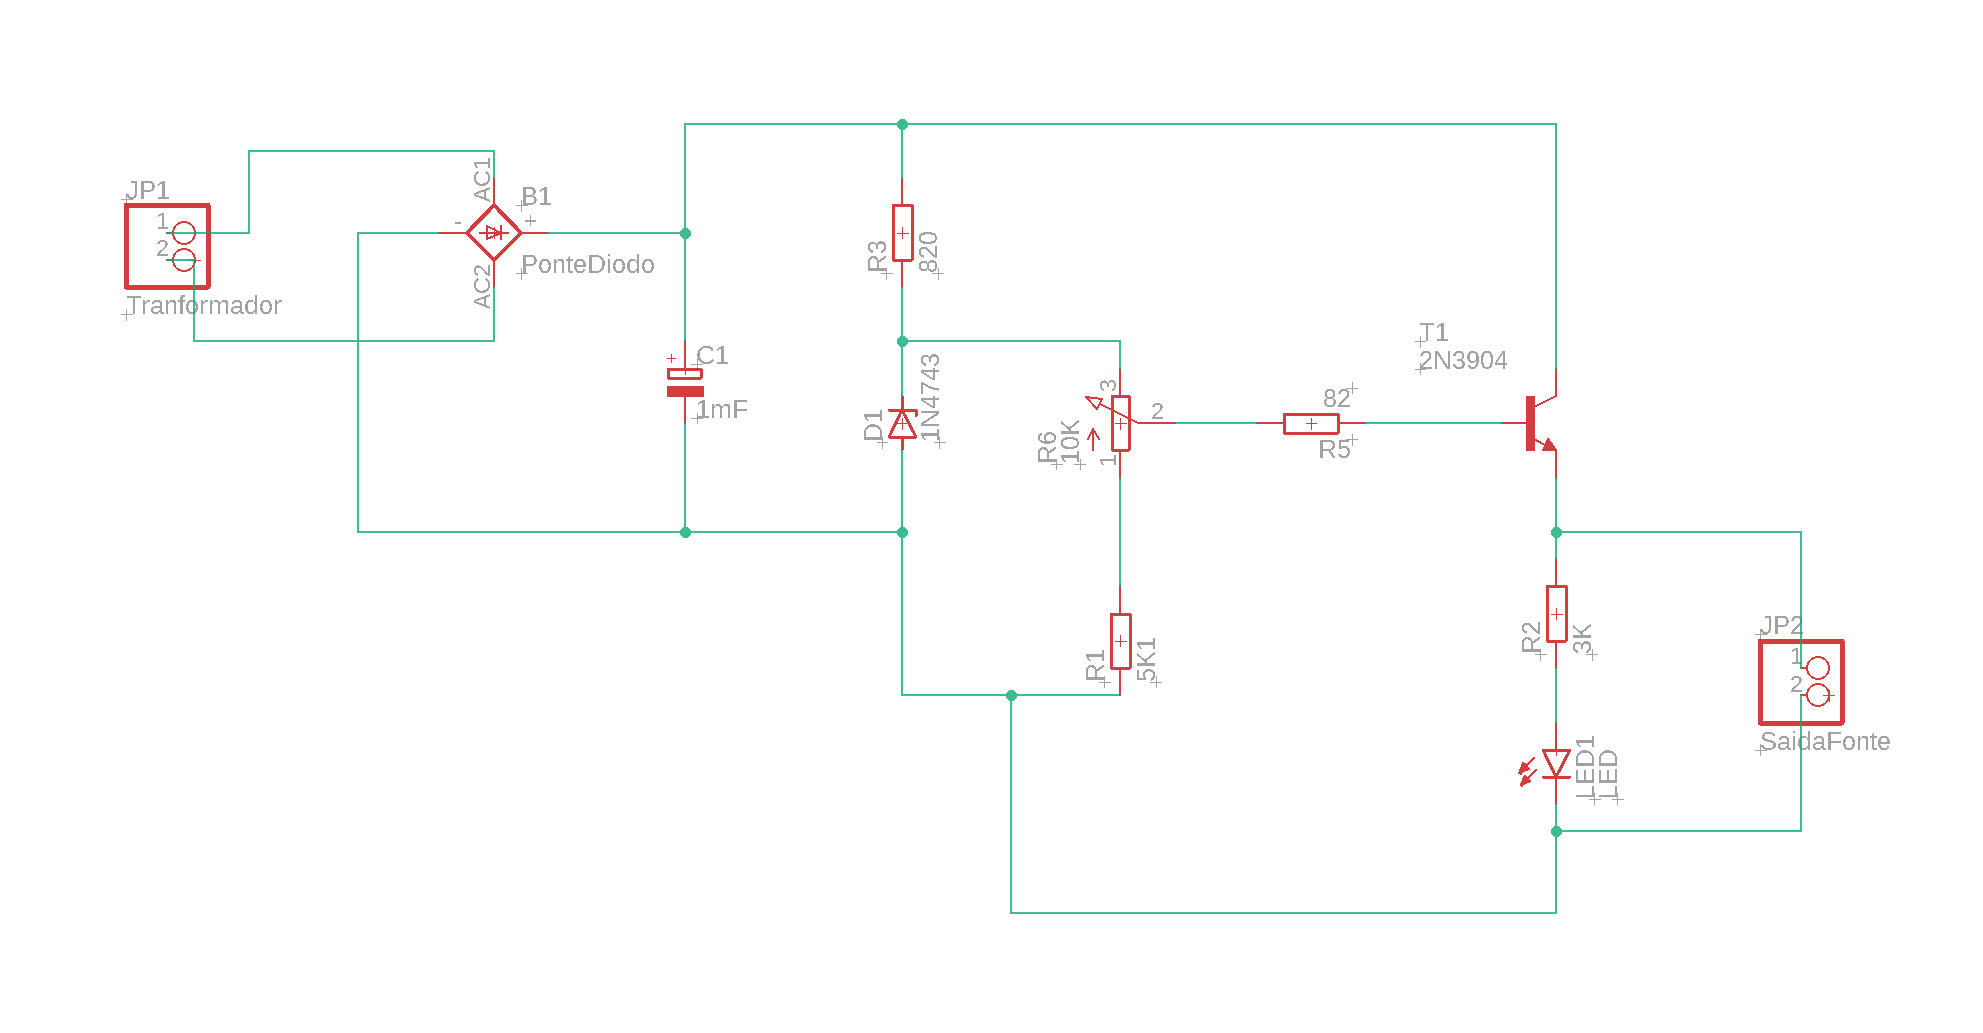 JP1
1
2
Tranformador
AC1
-
B1
+
PonteDiodo
AC2
+
C1
1mF
R3
820
D1
1N4743
3
R6
10K
1
2
82
R5
T1
2N3904
R1
5K1
R2
3K
LED1
LED
JP2
1
2
SaidaFonte